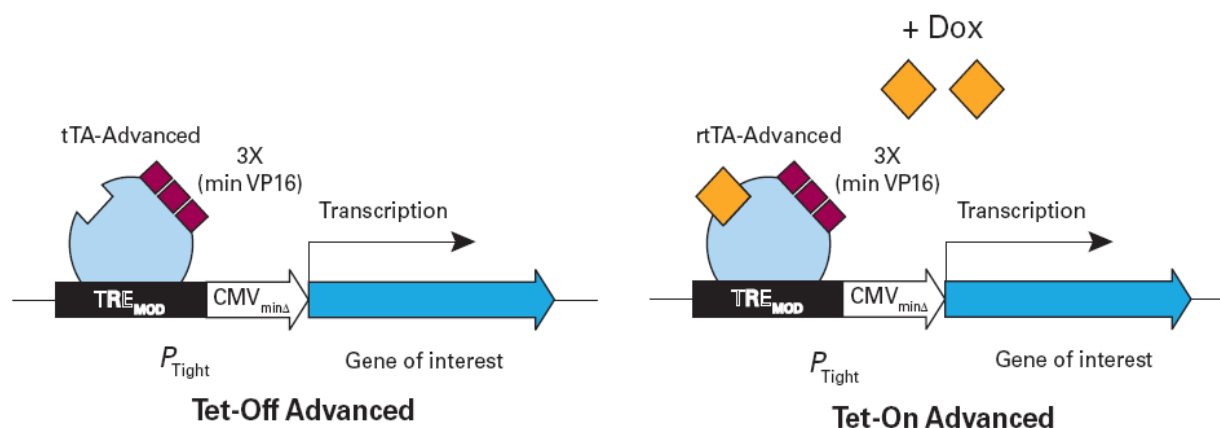 tTA-Advanced
3X
(min VP16)
Transcription
TRE MOD
CMV minΔ
P Tight
Gene of interest
Tet-Off Advanced
+ Dox
rtTA-Advanced
3X
(min VP16)
Transcription
TRE MOD
CMV minΔ
P Tight
Gene of interest
Tet-On Advanced